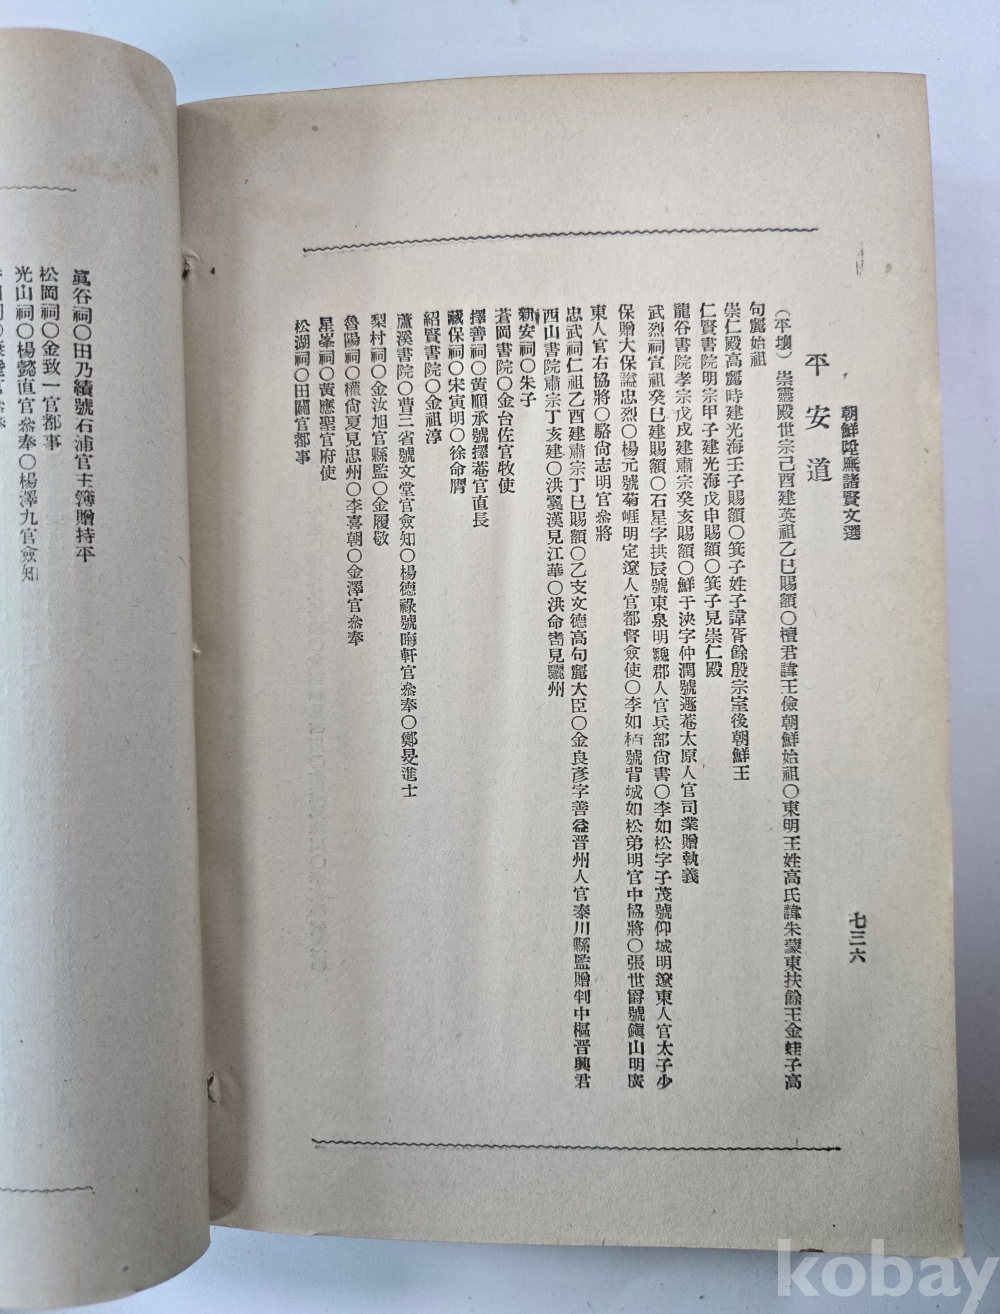 朝鮮陞廡諸賢文選
七三六
平安道
(平壤)崇靈殿世宗己酉建英祖乙巳賜額○檀君諱王儉朝鮮始祖○東明王姓高氏諱朱蒙東扶餘王金蛙子高
句麗始祖
崇仁殿高麗時建光海壬子賜額○箕子姓子諱胥餘殷宗室後朝鮮王
仁賢書院明宗甲子建光海戊申賜額○箕子見崇仁殿
龍谷書院孝宗戊戌建肅宗癸亥賜額○鮮于浹字仲潤號遯菴太原人官司業贈執義
武烈祠宣祖癸巳建賜額○石星字拱辰號東泉明魏郡人官兵部尙書○李如松字子茂號仰城明遼東人官太子少
保贈大保謚忠烈○楊元號菊崕明定遼人官都督僉使○李如栢號背城如松弟明官中協將○張世爵號鎭山明廣
東人官右協將○駱尙志明官叅將
忠武祠仁祖乙酉建肅宗丁巳賜額○乙支文德高句麗大臣○金良彥字善益晋州人官泰川縣監贈判中樞晋興君
西山書院肅宗丁亥建○洪翼漢見江華○洪命耉見驪州
新安祠○朱子
蒼岡書院○金台佐官牧使
擇善祠○黃順承號擇菴官直長
藏保祠○宋寅明○徐命膺
紹賢書院○金祖淳
蘆溪書院○曹三省號文堂官僉知○楊德祿號晦軒官叅奉○鄭旻進士
梨村祠○金汝旭官縣監○金履敬
魯陽祠○權尙夏見忠州○李喜朝○金澤官叅奉
星峯祠○黃應聖官府使
松湖祠○田闢官都事
眞谷祠○田乃績號石浦官主簿贈持平
松岡祠○金致一官都事
光山祠○楊懿直官叅奉○楊澤九官僉知
kobay